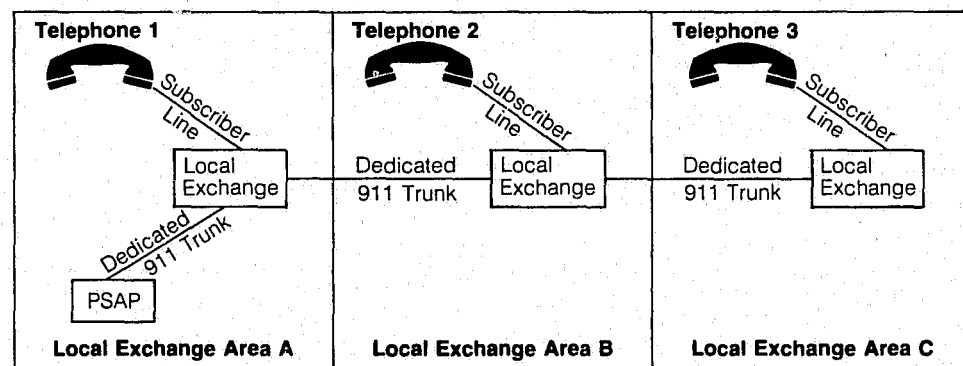 Telephone 1
Subscriber
Line
Local
Exchange
Dedicated
911 Trunk
PSAP
Local Exchange Area A
Telephone 2
Subscriber
Line
Dedicated
911 Trunk
Local
Exchange
Local Exchange Area B
Telephone 3
Subscriber
Line
Dedicated
911 Trunk
Local
Exchange
Local Exchange Area C